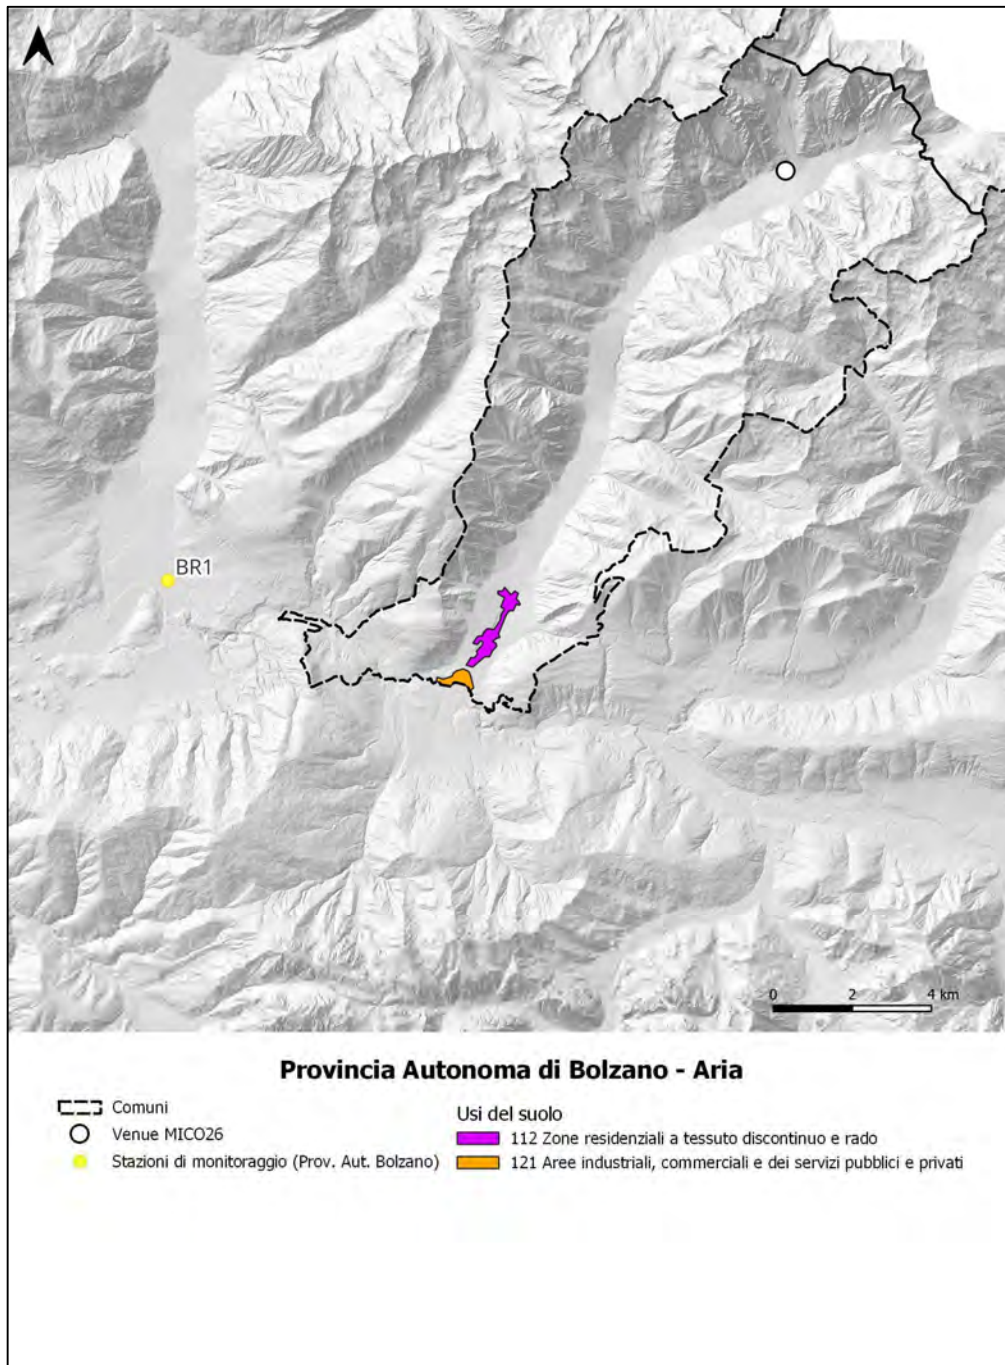 BR1
0 2 4 km
Provincia Autonoma di Bolzano - Aria
Comuni
Venue MICO26
Stazioni di monitoraggio (Prov. Aut. Bolzano)
Usi del suolo
112 Zone residenziali a tessuto discontinuo e rado
121 Aree industriali, commerciali e dei servizi pubblici e privati